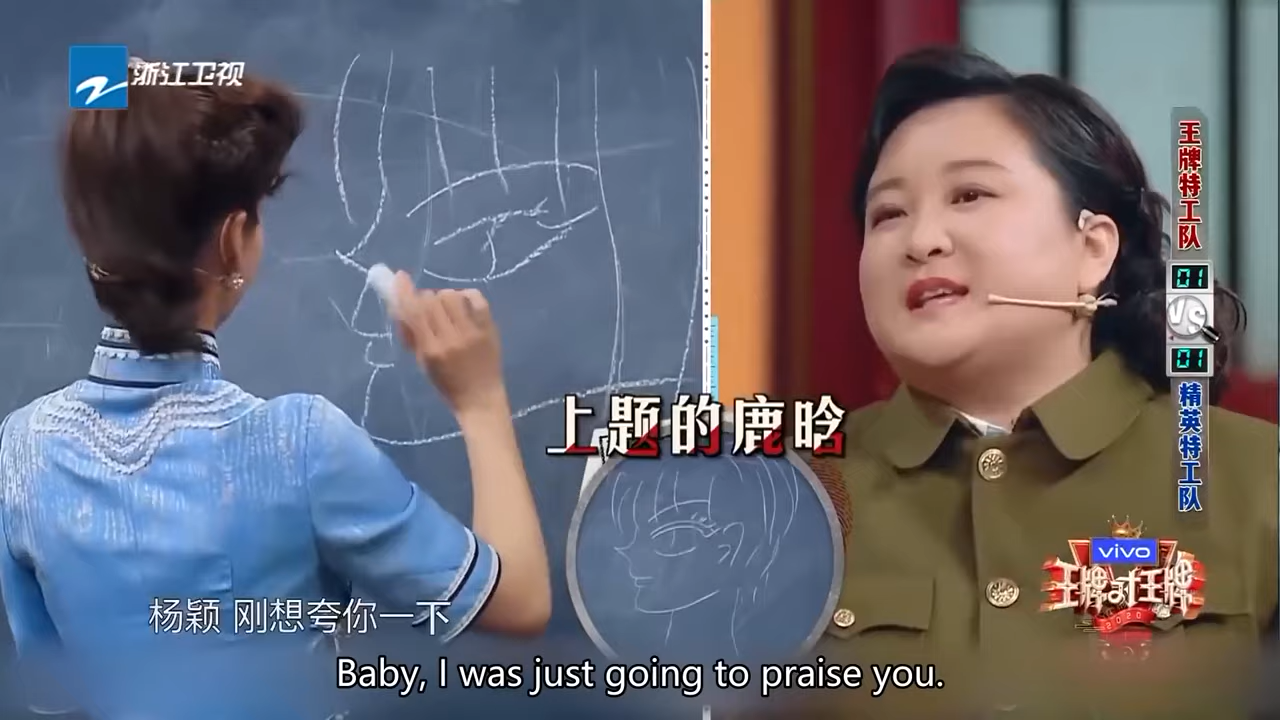 浙江卫视
王牌特工队
01
VS
01
精英特工队
上题的鹿晗
vivo
王牌对王牌
2020
杨颖 刚想夸你一下
Baby, I was just going to praise you.